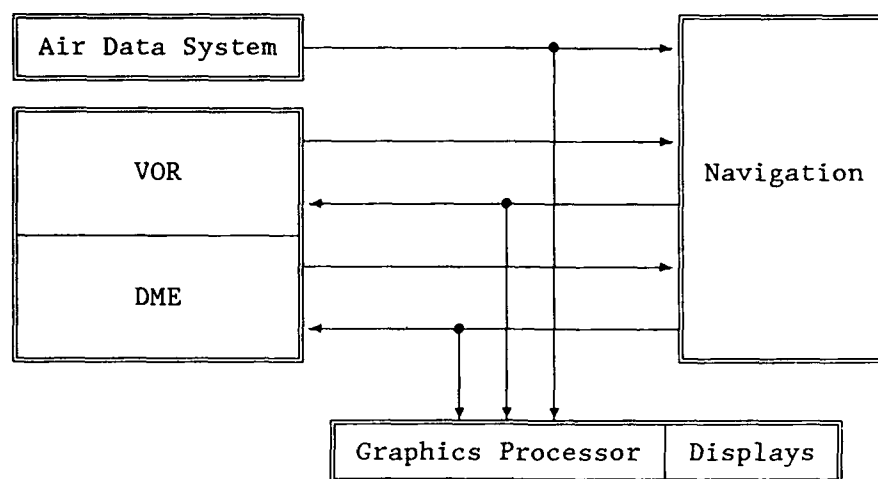 Air Data System
VOR
Navigation
DME
Graphics Processor
Displays